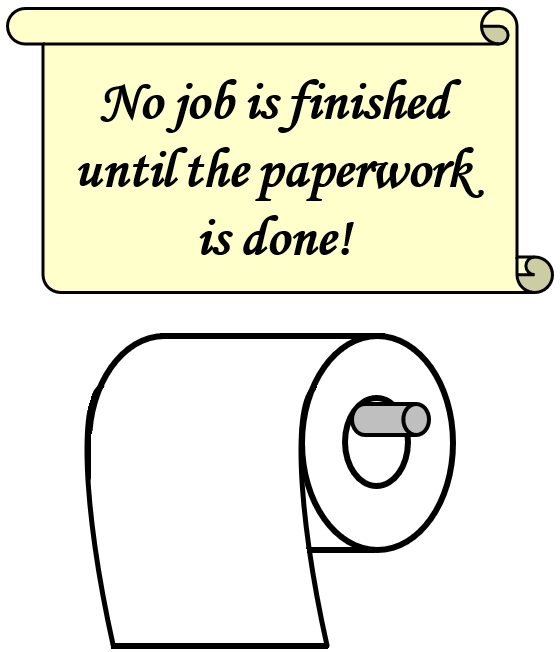 No job is finished
until the paperwork
is done!